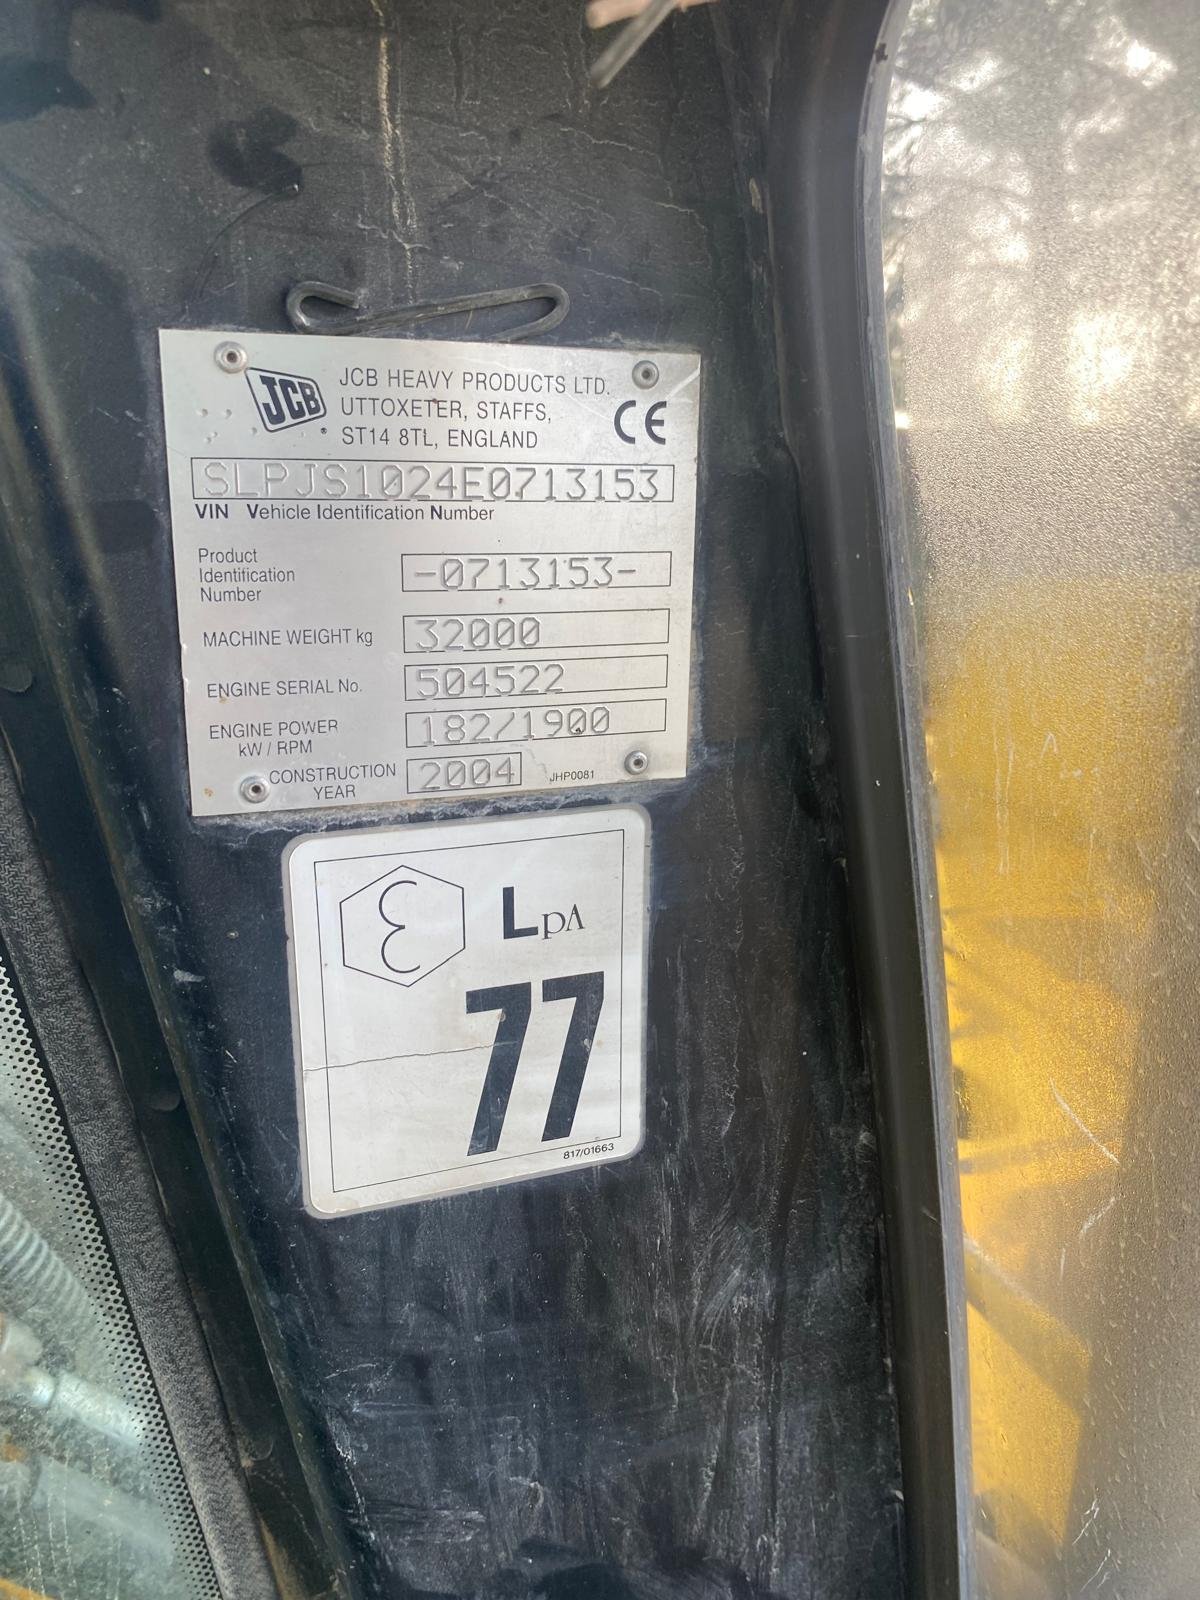 JCB
JCB HEAVY PRODUCTS LTD.
UTTOXETER, STAFFS,
ST14 8TL, ENGLAND
CE
SLPJS1024E0713153
VIN Vehicle Identification Number
Product
Identification
Number
-0713153-
MACHINE WEIGHT kg
32000
ENGINE SERIAL No.
504522
ENGINE POWER
kW / RPM
182/1900
CONSTRUCTION
YEAR
2004
JHP0081
LpA
77
817/01663